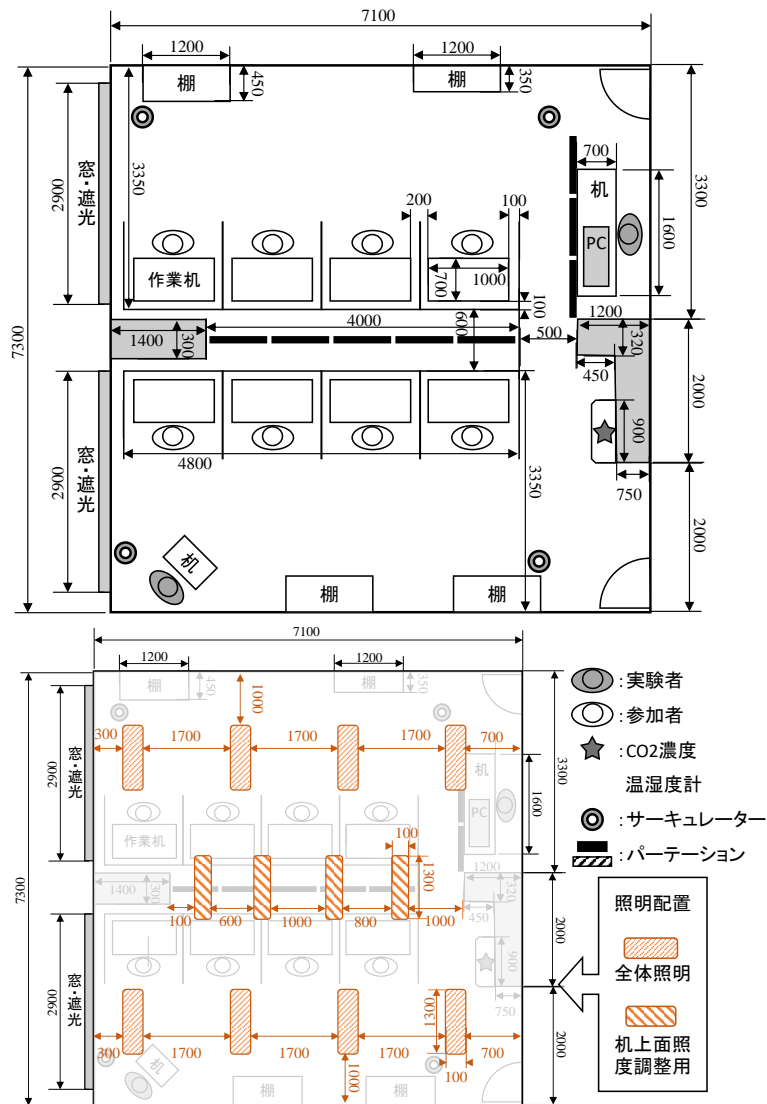 7100
1200
1200
棚
450
棚
350
窓・遮光
2900
3350
700
机
PC
1600
3300
200
100
作業机
700
1000
100
1200
7300
1400
300
4000
600
500
320
450
2000
900
750
4800
3350
窓・遮光
2900
机
棚
棚
2000
7100
1200
1200
棚
450
棚
350
1000
300
1700
1700
1700
700
窓・遮光
2900
机
PC
1600
3300
作業机
100
1300
1200
7300
1400
300
320
100
600
1000
800
1000
450
2000
900
750
窓・遮光
2900
1300
300
1700
1700
1700
700
100
1000
机
棚
棚
2000
:実験者
:参加者
:CO2濃度
温湿度計
:サーキュレーター
:パーテーション
照明配置
全体照明
机上面照
度調整用